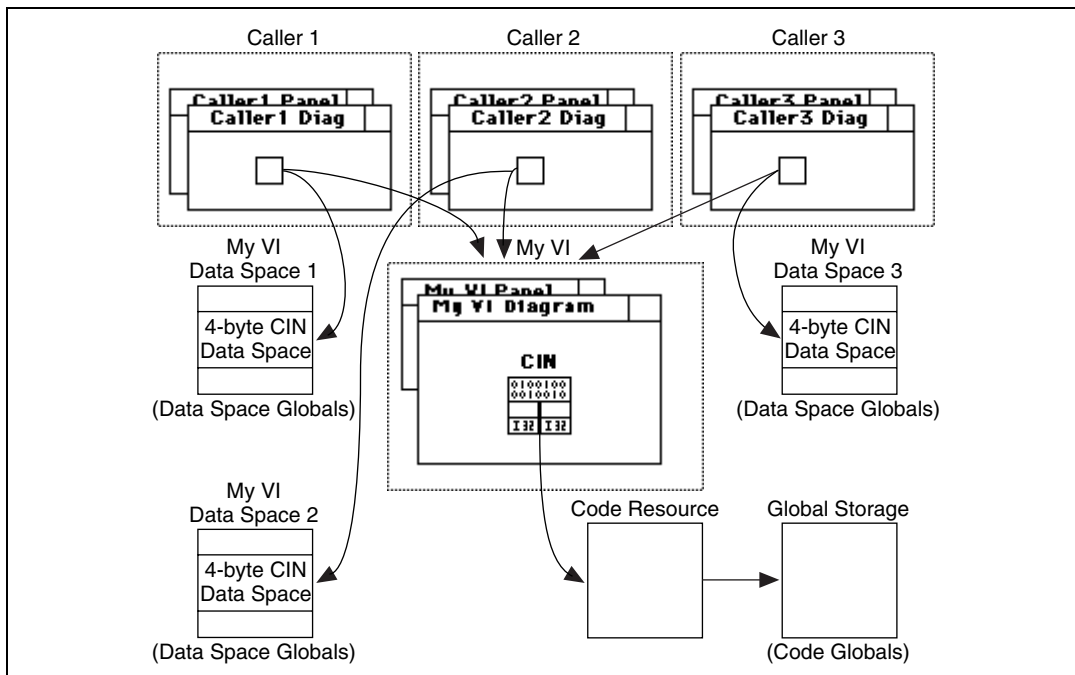 Caller 1
Caller 2
Caller 3
Caller1 Panel
Caller1 Diag
Caller2 Panel
Caller2 Diag
Caller3 Panel
Caller3 Diag
My VI
Data Space 1
4-byte CIN
Data Space
(Data Space Globals)
My VI
My VI Panel
My VI Diagram
CIN
0100100
0010010
I32 I32
My VI
Data Space 3
4-byte CIN
Data Space
(Data Space Globals)
My VI
Data Space 2
4-byte CIN
Data Space
(Data Space Globals)
Code Resource
Global Storage
(Code Globals)